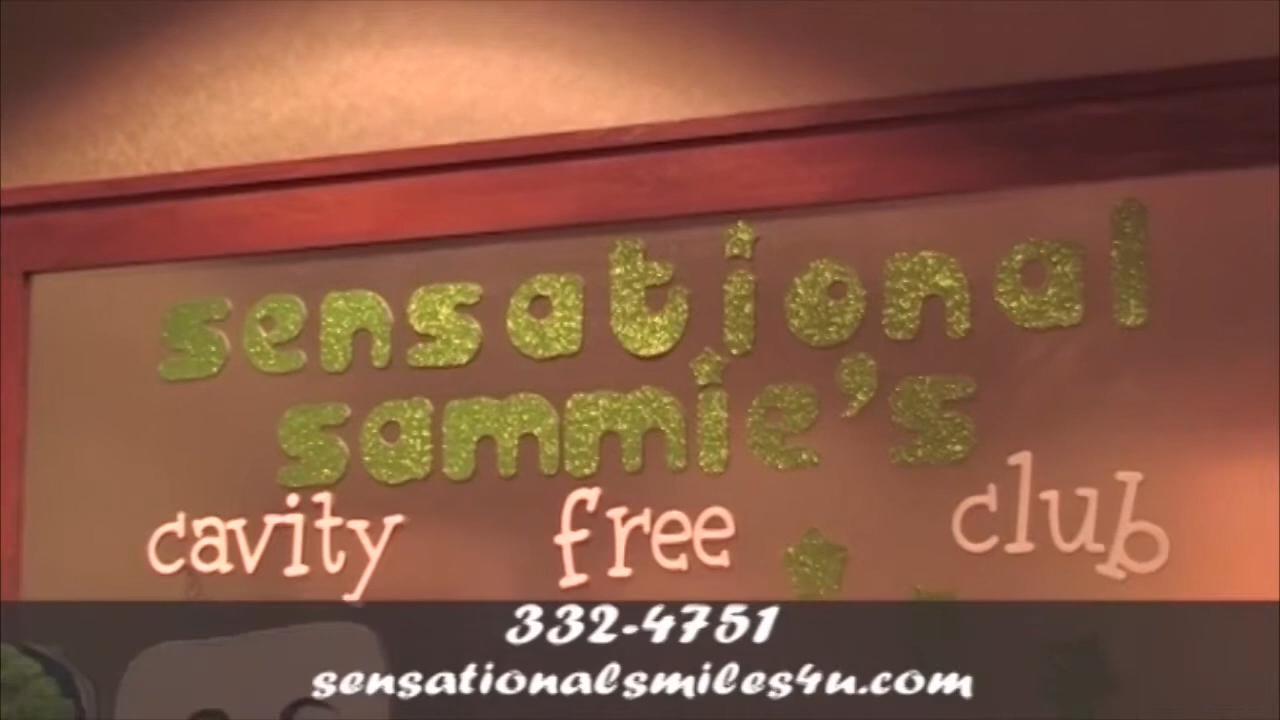 sensational
sammie's
cavity free club
332-4751
sensationalsmiles4u.com